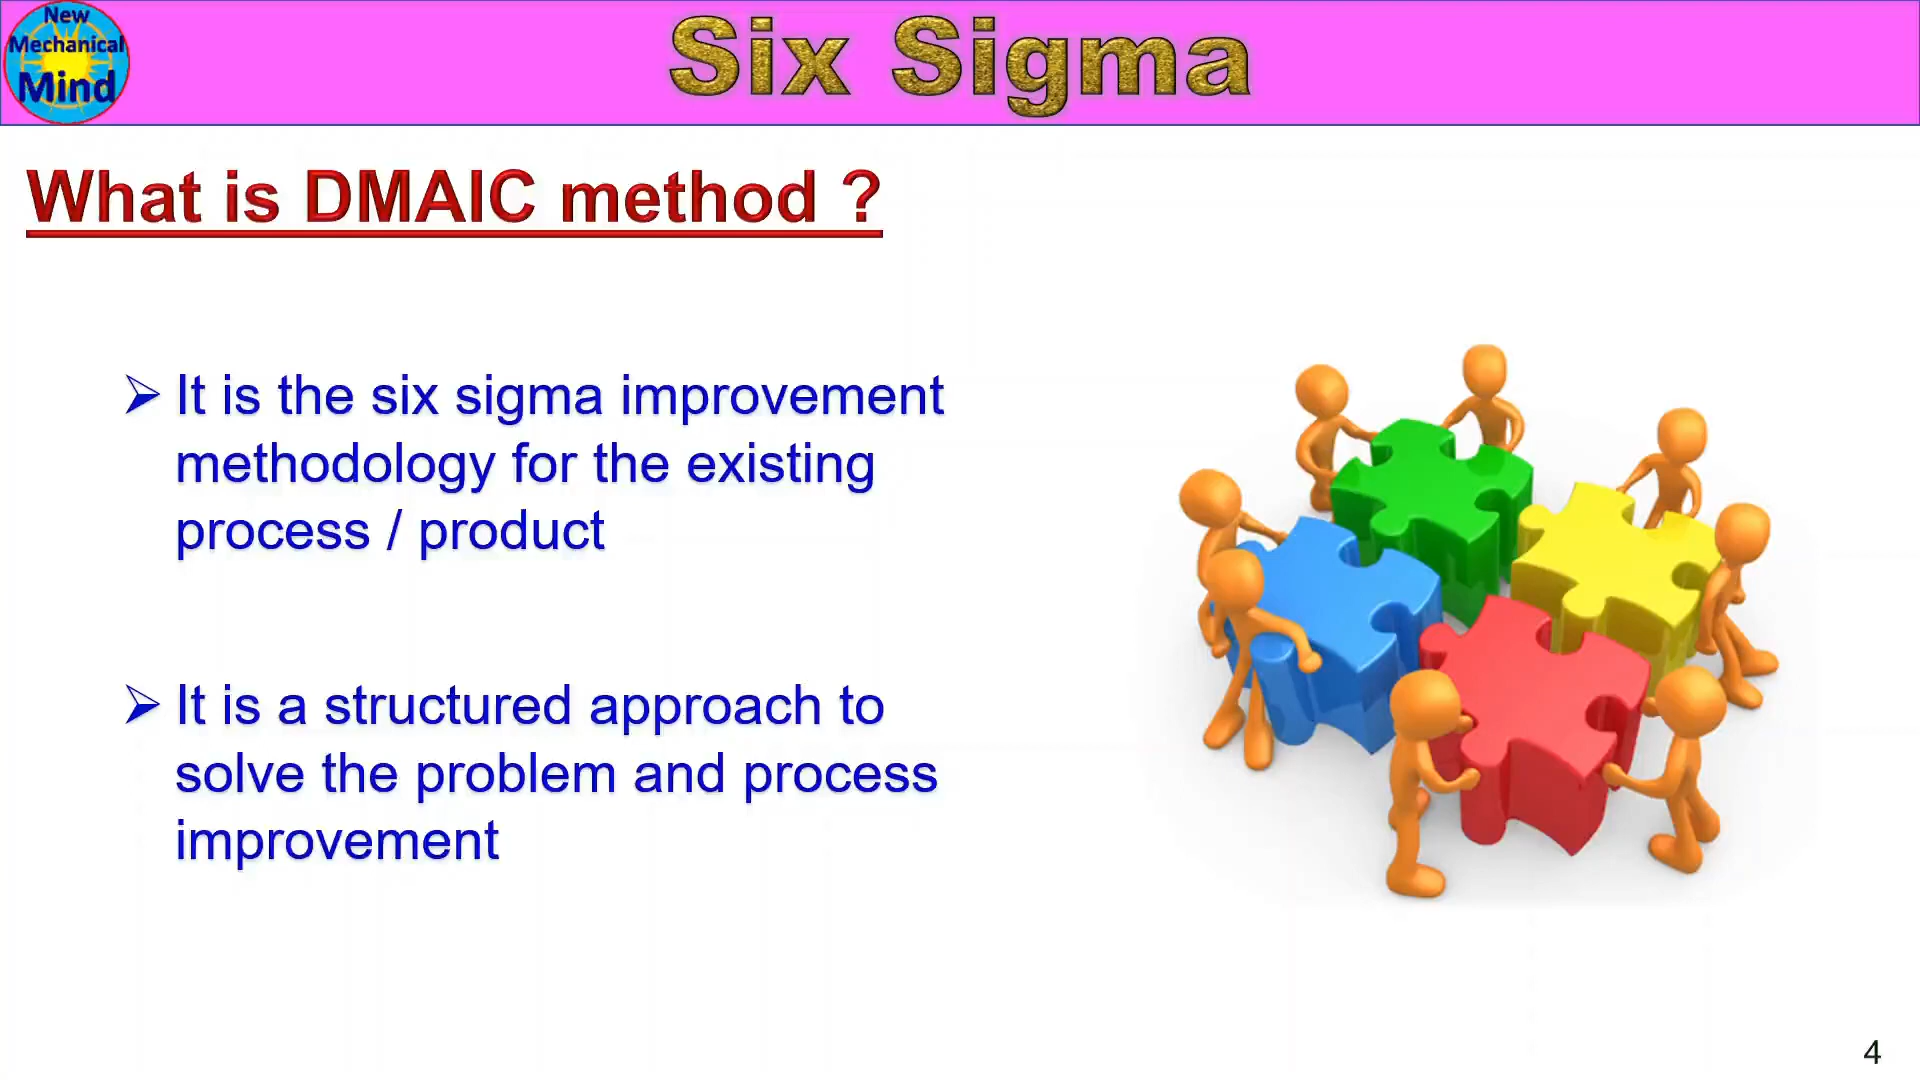 New
Mechanical
Mind
Six Sigma
What is DMAIC method ?
➢ It is the six sigma improvement
methodology for the existing
process / product
➢ It is a structured approach to
solve the problem and process
improvement
4